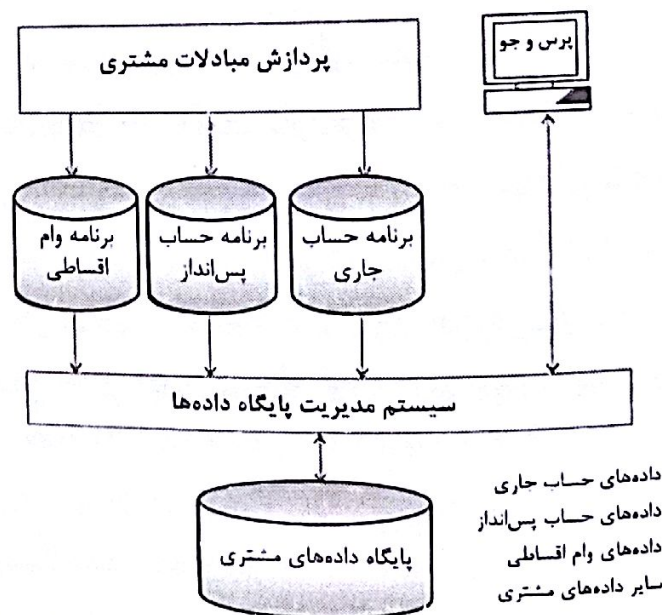 پردازش مبادلات مشتری
پرس و جو
برنامه حساب
جاری
برنامه حساب
پس‌انداز
برنامه وام
اقساطی
سیستم مدیریت پایگاه داده‌ها
پایگاه داده‌های مشتری
داده‌های حساب جاری
داده‌های حساب پس‌انداز
داده‌های وام اقساطی
سایر داده‌های مشتری